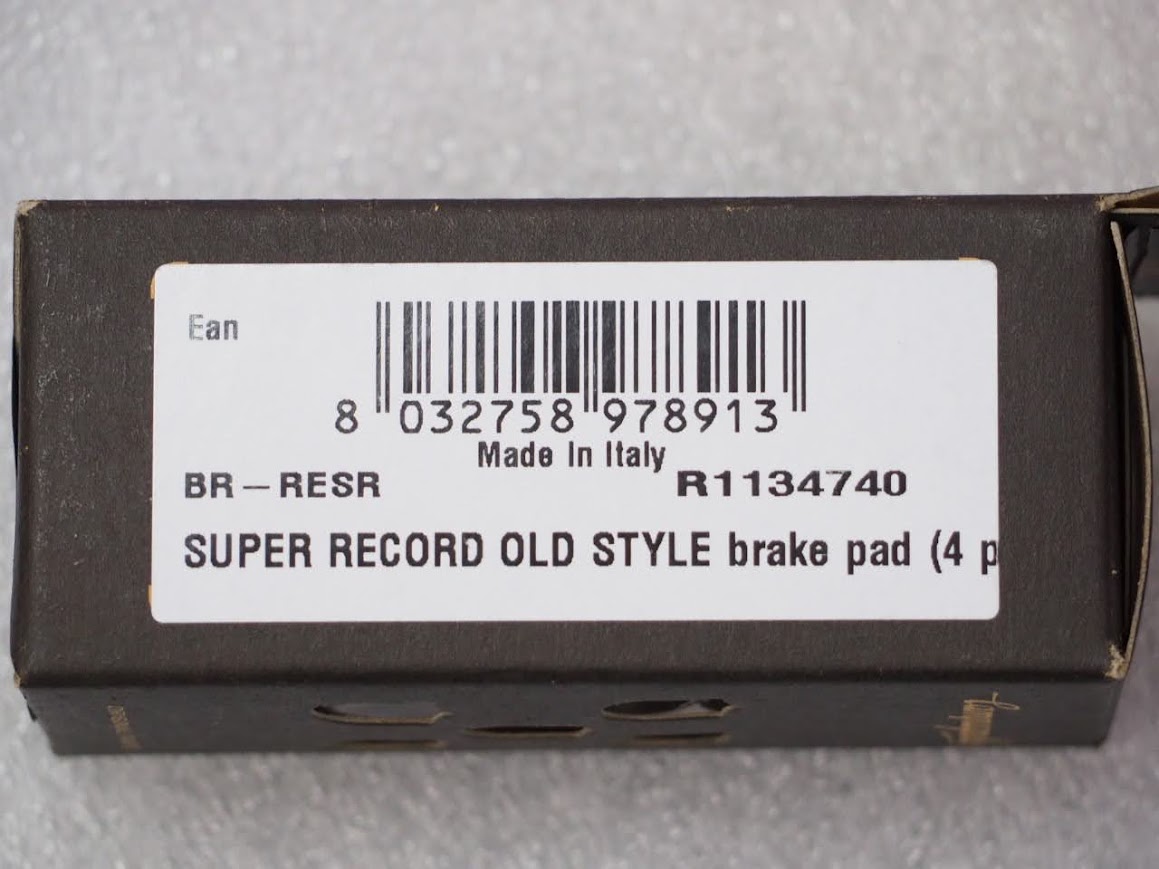 Ean
8 032758 978913
Made In Italy
BR-RESR R1134740
SUPER RECORD OLD STYLE brake pad (4 p